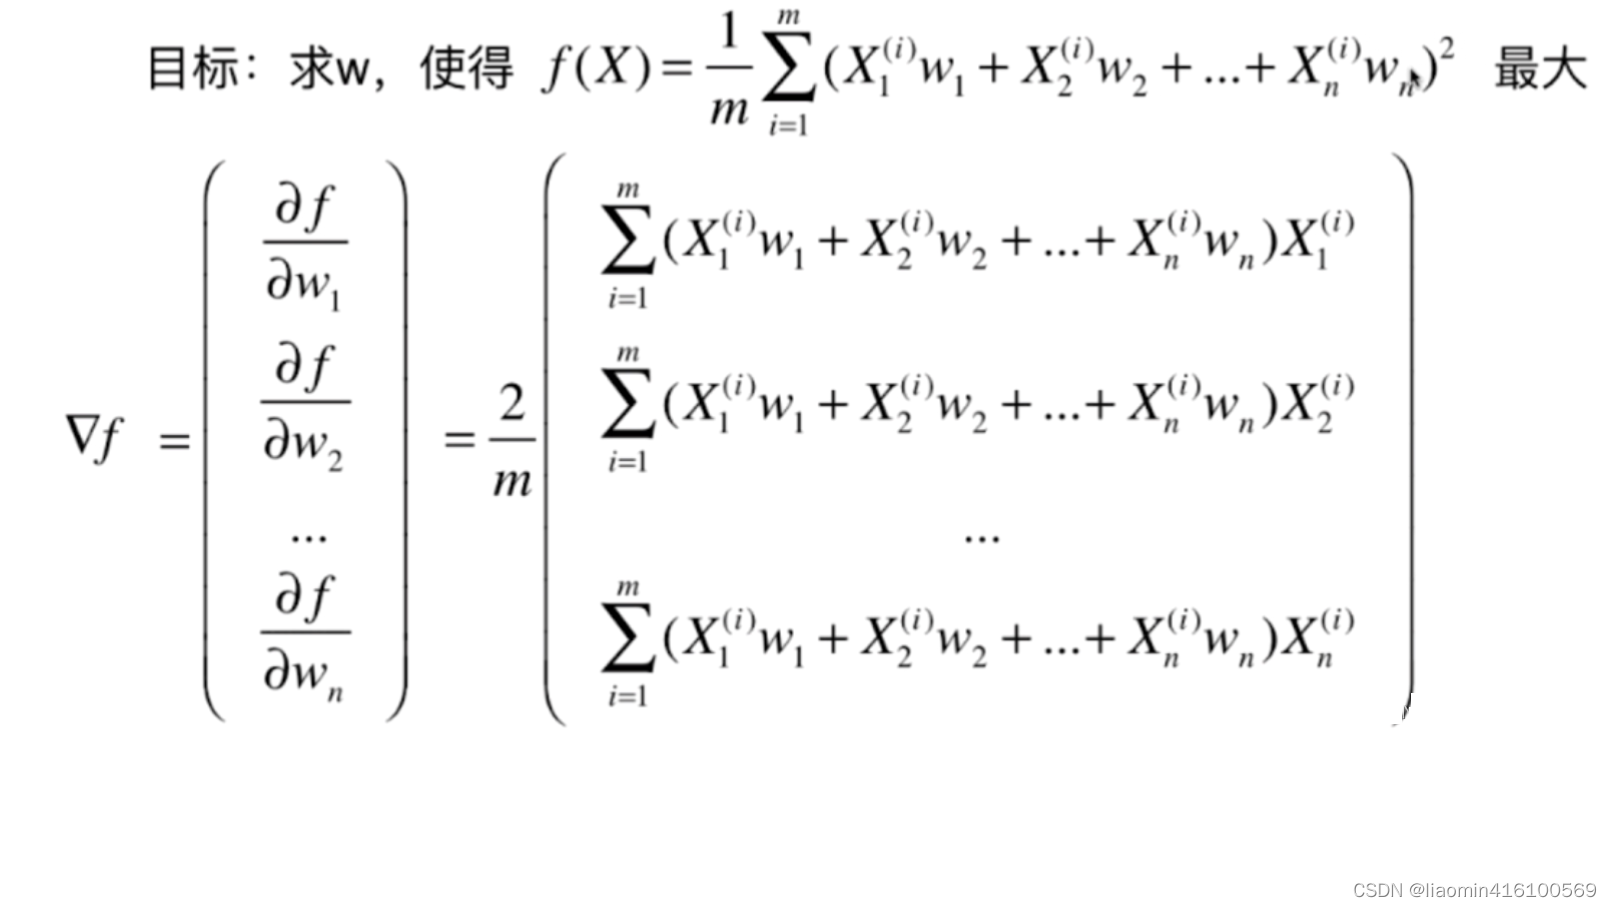 目标：求w，使得 $f(X)=\frac{1}{m}\sum_{i=1}^{m}(X_1^{(i)}w_1+X_2^{(i)}w_2+...+X_n^{(i)}w_n)^2$ 最大
$\nabla f=\begin{pmatrix}\frac{\partial f}{\partial w_1}\\\frac{\partial f}{\partial w_2}\\...\\\frac{\partial f}{\partial w_n}\end{pmatrix}=\frac{2}{m}\begin{pmatrix}\sum_{i=1}^{m}(X_1^{(i)}w_1+X_2^{(i)}w_2+...+X_n^{(i)}w_n)X_1^{(i)}\\\sum_{i=1}^{m}(X_1^{(i)}w_1+X_2^{(i)}w_2+...+X_n^{(i)}w_n)X_2^{(i)}\\...\\\sum_{i=1}^{m}(X_1^{(i)}w_1+X_2^{(i)}w_2+...+X_n^{(i)}w_n)X_n^{(i)}\end{pmatrix}$
CSDN @liaomin416100569